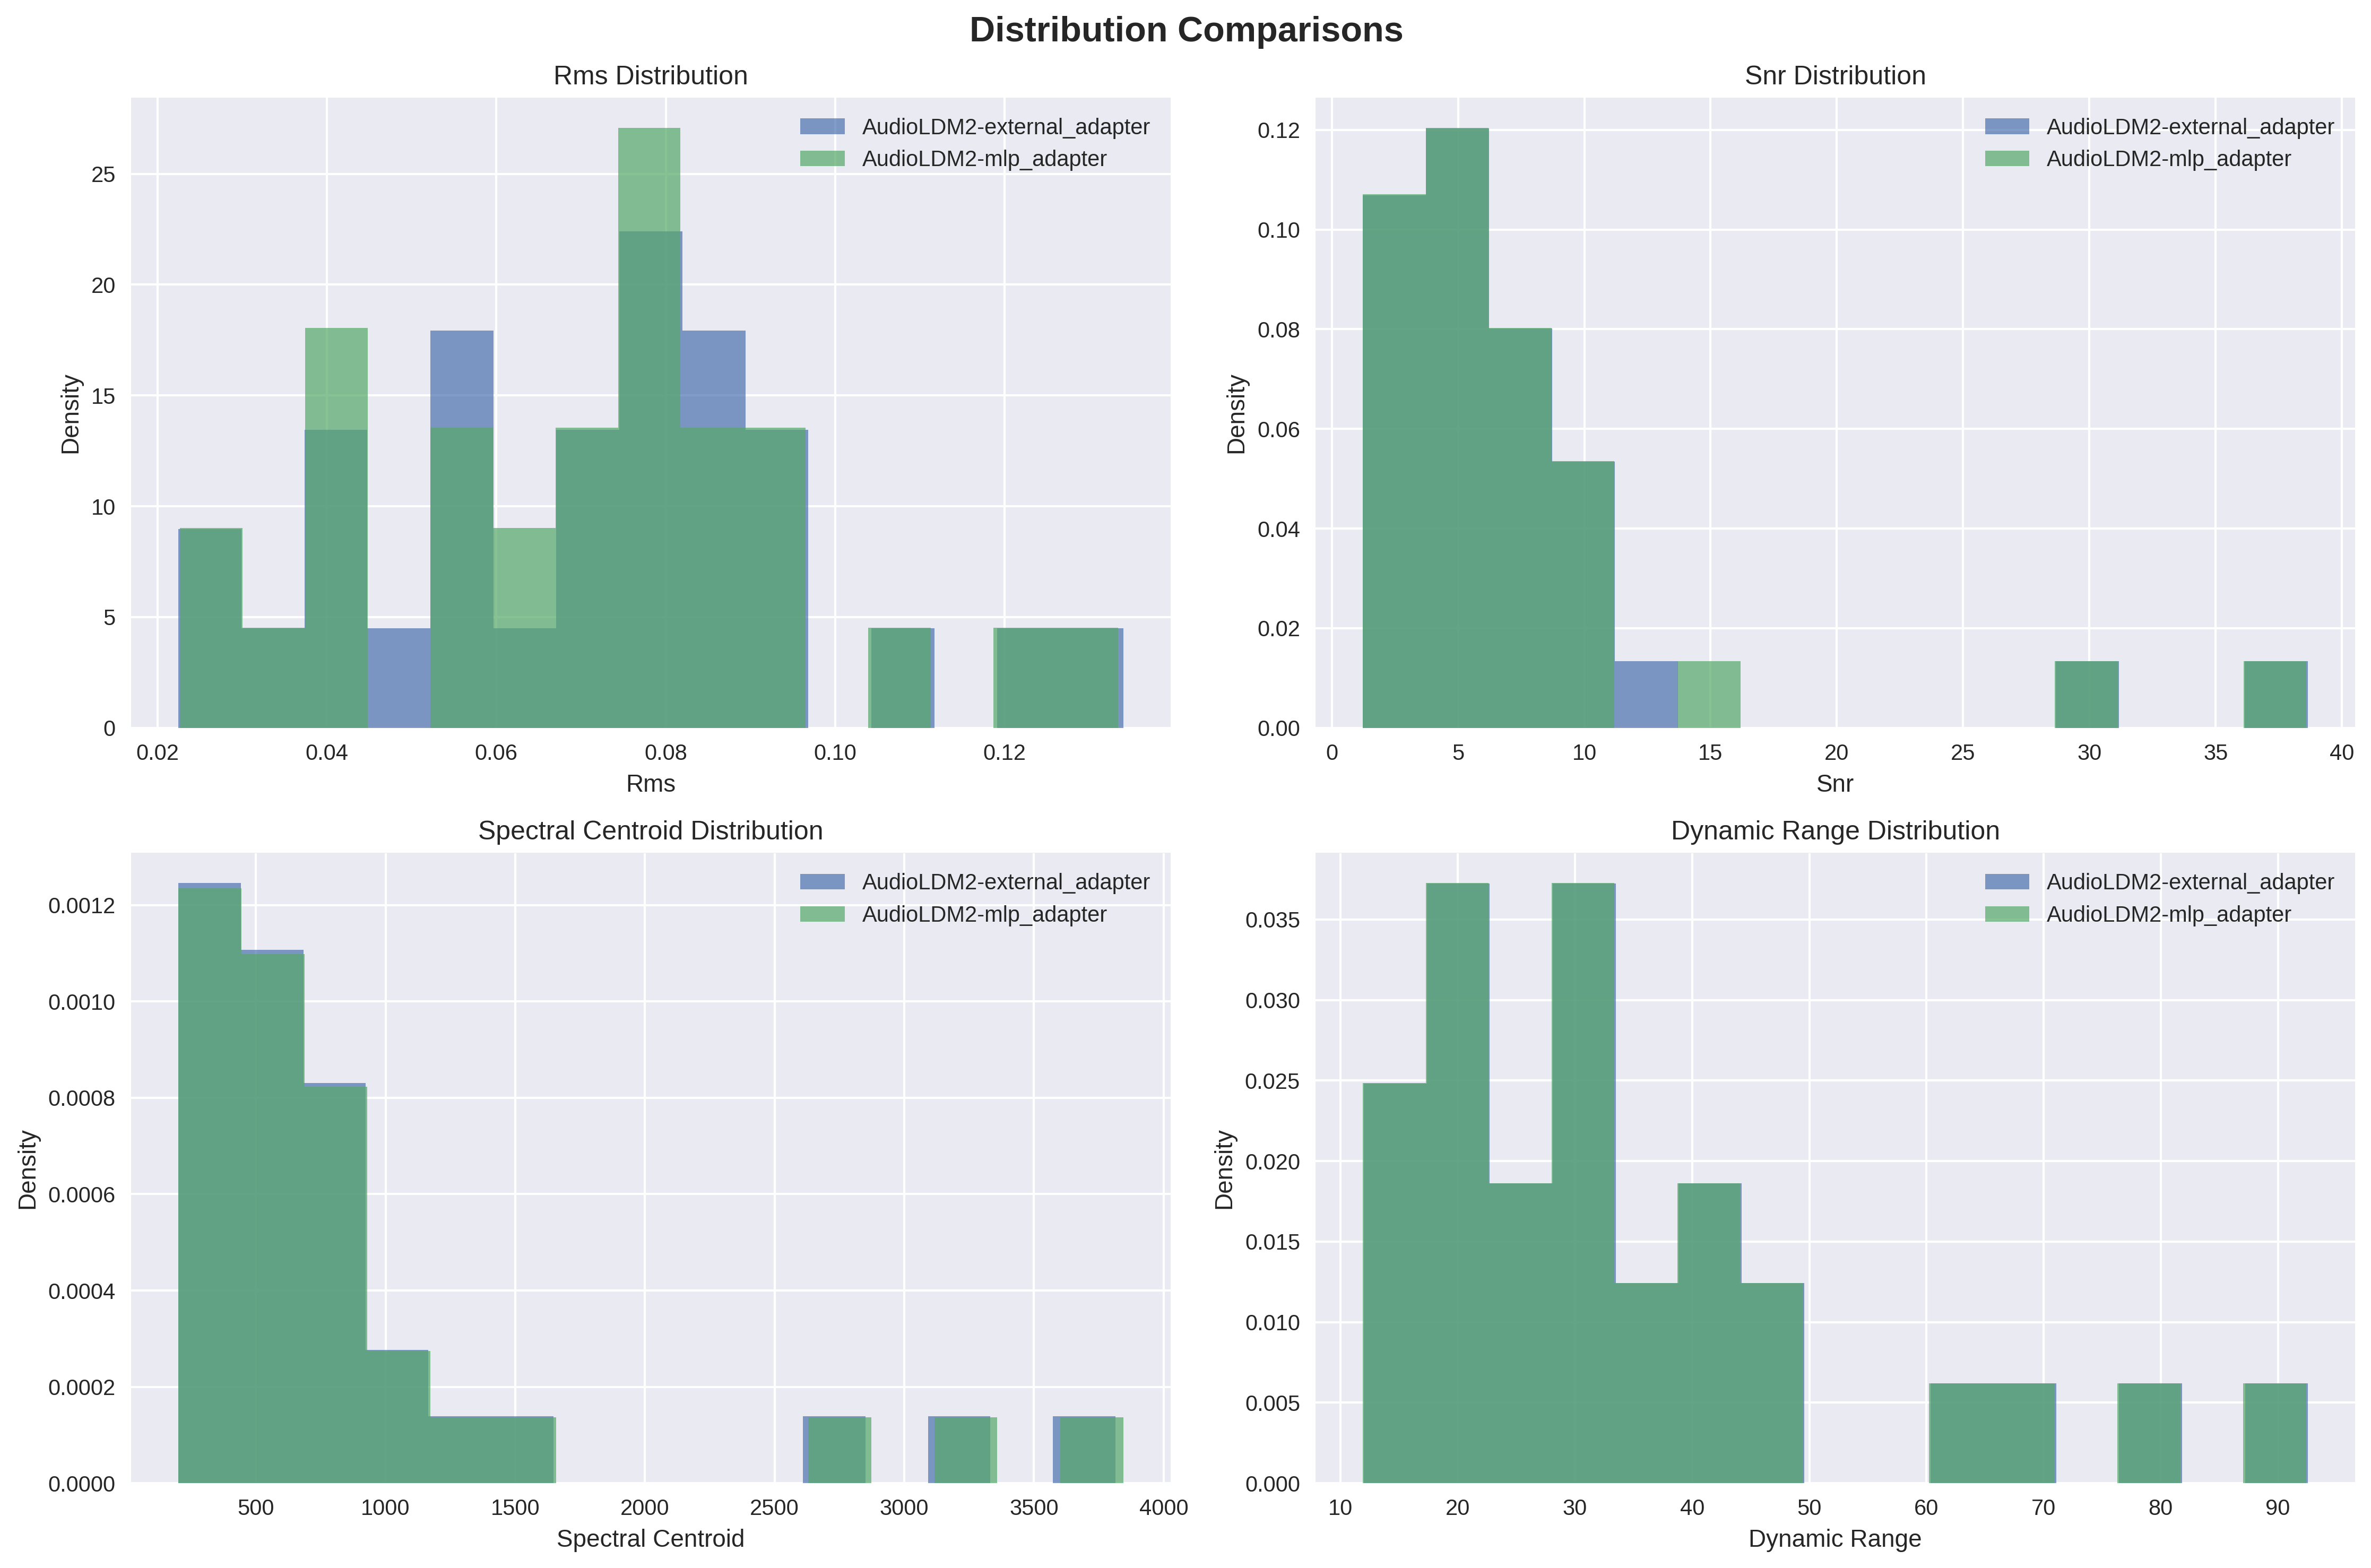 Distribution Comparisons
Rms Distribution
AudioLDM2-external_adapter
AudioLDM2-mlp_adapter
Density
25
20
15
10
5
0
0.02 0.04 0.06 0.08 0.10 0.12
Rms
Snr Distribution
AudioLDM2-external_adapter
AudioLDM2-mlp_adapter
Density
0.12
0.10
0.08
0.06
0.04
0.02
0.00
0 5 10 15 20 25 30 35 40
Snr
Spectral Centroid Distribution
AudioLDM2-external_adapter
AudioLDM2-mlp_adapter
Density
0.0012
0.0010
0.0008
0.0006
0.0004
0.0002
0.0000
500 1000 1500 2000 2500 3000 3500 4000
Spectral Centroid
Dynamic Range Distribution
AudioLDM2-external_adapter
AudioLDM2-mlp_adapter
Density
0.035
0.030
0.025
0.020
0.015
0.010
0.005
0.000
10 20 30 40 50 60 70 80 90
Dynamic Range